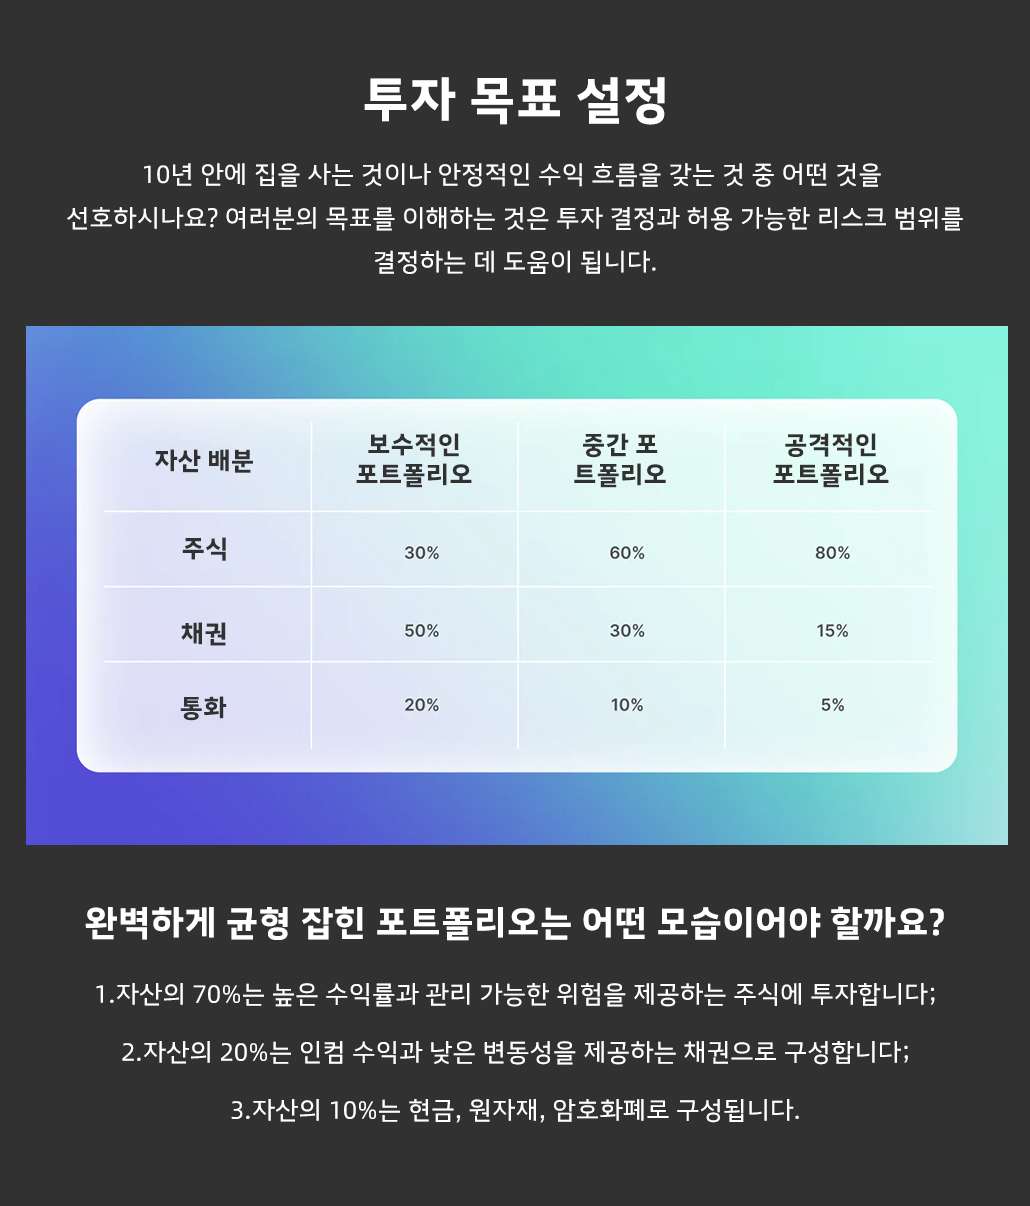 투자 목표 설정
10년 안에 집을 사는 것이나 안정적인 수익 흐름을 갖는 것 중 어떤 것을
선호하시나요? 여러분의 목표를 이해하는 것은 투자 결정과 허용 가능한 리스크 범위를
결정하는 데 도움이 됩니다.
자산 배분
보수적인
포트폴리오
중간 포
트폴리오
공격적인
포트폴리오
주식
30%
60%
80%
채권
50%
30%
15%
통화
20%
10%
5%
완벽하게 균형 잡힌 포트폴리오는 어떤 모습이어야 할까요?
1.자산의 70%는 높은 수익률과 관리 가능한 위험을 제공하는 주식에 투자합니다;
2.자산의 20%는 인컴 수익과 낮은 변동성을 제공하는 채권으로 구성합니다;
3.자산의 10%는 현금, 원자재, 암호화폐로 구성됩니다.